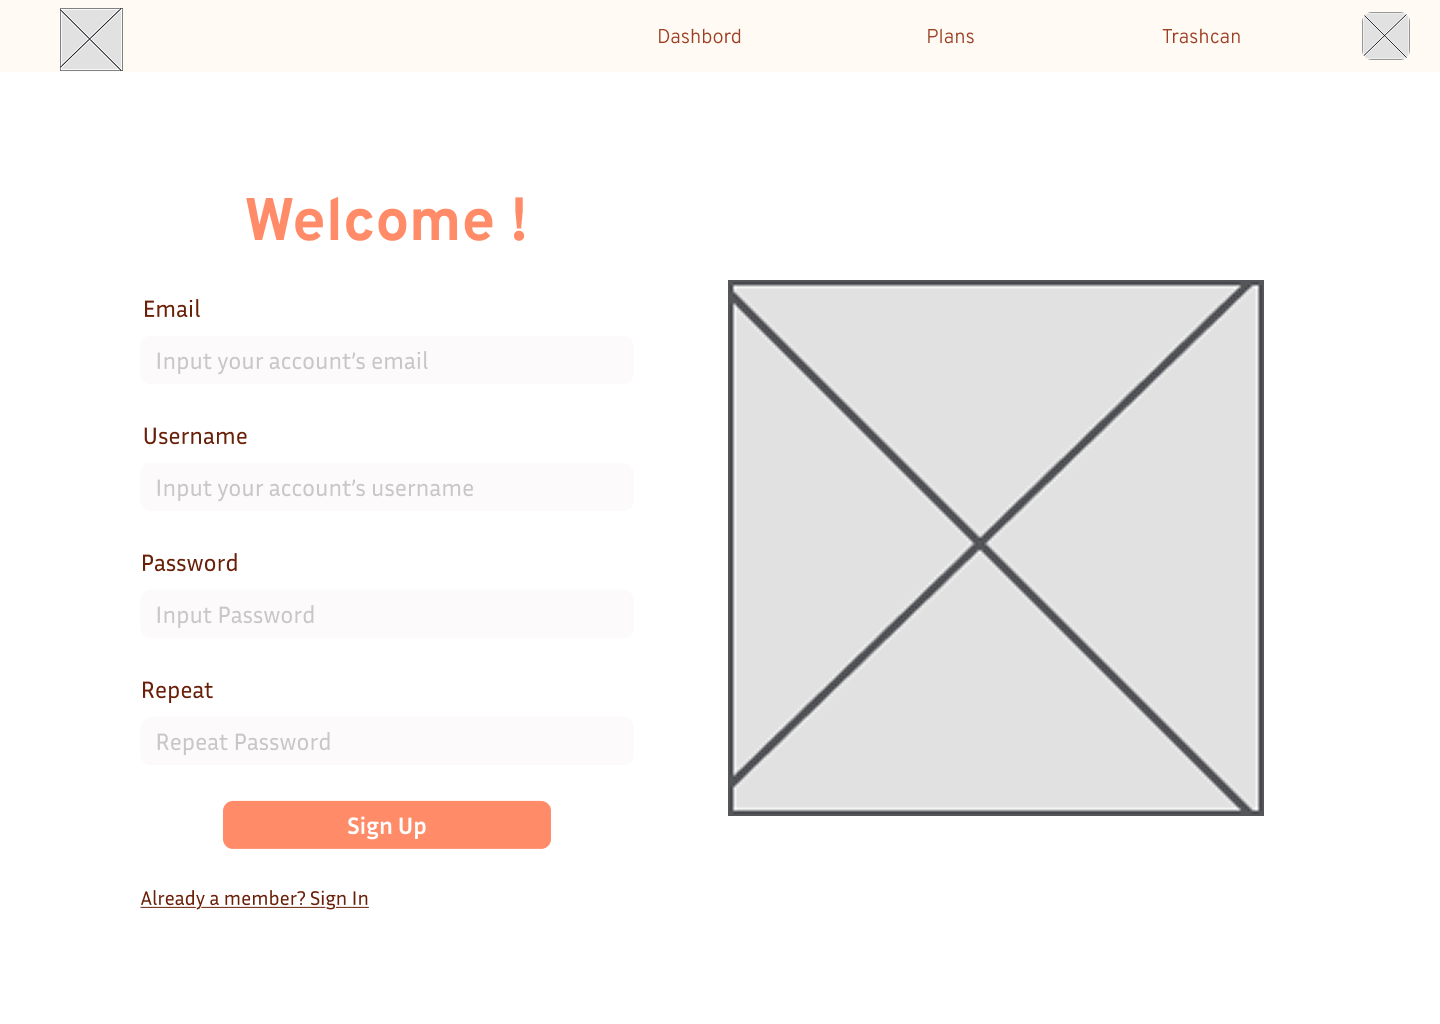 Dashbord Plans Trashcan
Welcome !
Email
Input your account’s email
Username
Input your account’s username
Password
Input Password
Repeat
Repeat Password
Sign Up
Already a member? Sign In